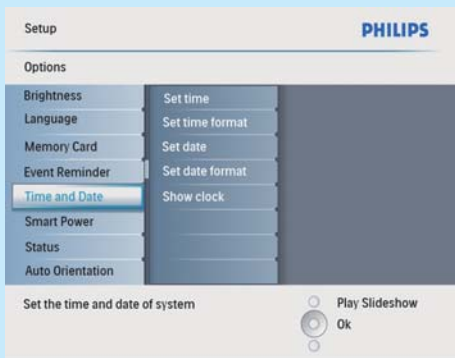 Setup
PHILIPS
Options
Brightness
Language
Memory Card
Event Reminder
Time and Date
Smart Power
Status
Auto Orientation
Set time
Set time format
Set date
Set date format
Show clock
Set the time and date of system
Play Slideshow
Ok